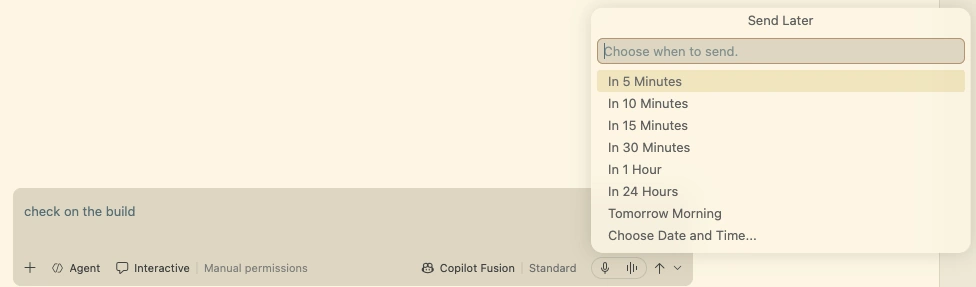 Send Later
Choose when to send.
In 5 Minutes
In 10 Minutes
In 15 Minutes
In 30 Minutes
In 1 Hour
In 24 Hours
Tomorrow Morning
Choose Date and Time...
check on the build
Agent Interactive Manual permissions Copilot Fusion Standard